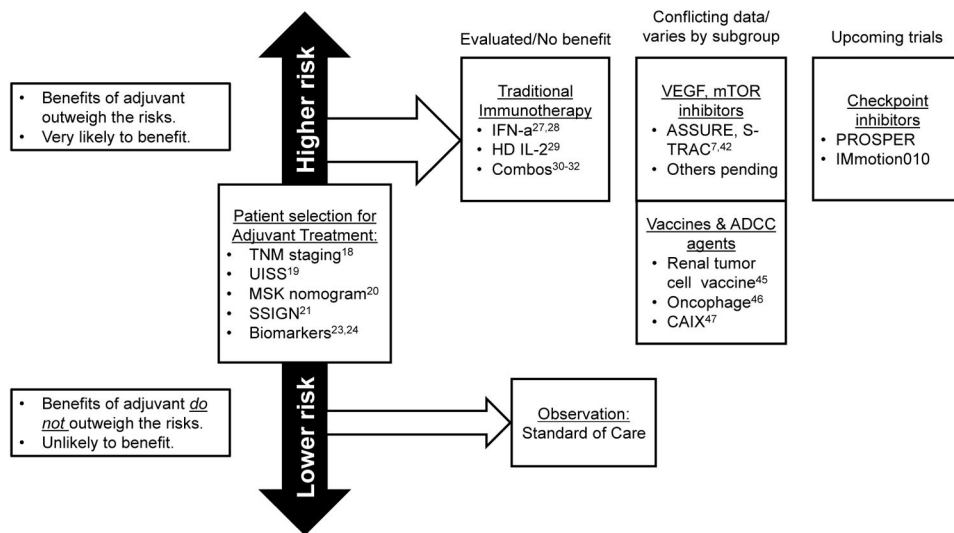 Evaluated/No benefit
Conflicting data/
varies by subgroup
Upcoming trials
Higher risk
• Benefits of adjuvant
outweigh the risks.
• Very likely to benefit.
Traditional
Immunotherapy
• IFN-a27,28
• HD IL-229
• Combos30-32
VEGF, mTOR
inhibitors
• ASSURE, S-
TRAC7,42
• Others pending
Checkpoint
inhibitors
• PROSPER
• IMmotion010
Patient selection for
Adjuvant Treatment:
• TNM staging18
• UISS19
• MSK nomogram20
• SSIGN21
• Biomarkers23,24
Vaccines & ADCC
agents
• Renal tumor
cell vaccine45
• Oncophage46
• CAIX47
Lower risk
• Benefits of adjuvant do
not outweigh the risks.
• Unlikely to benefit.
Observation:
Standard of Care